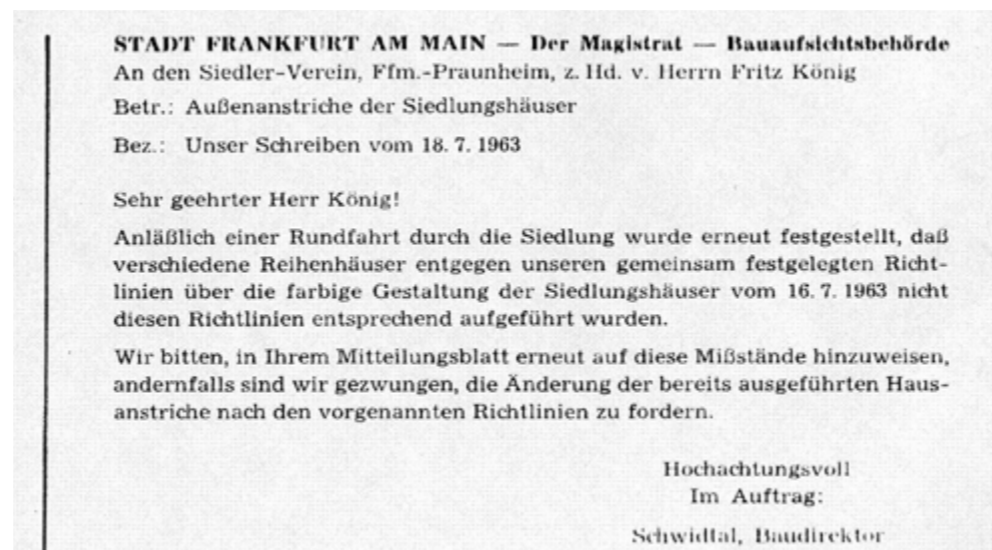 STADT FRANKFURT AM MAIN — Der Magistrat — Bauaufsichtsbehörde
An den Siedler-Verein, Ffm.-Praunheim, z. Hd. v. Herrn Fritz König
Betr.: Außenanstriche der Siedlungshäuser
Bez.: Unser Schreiben vom 18. 7. 1963
Sehr geehrter Herr König!
Anläßlich einer Rundfahrt durch die Siedlung wurde erneut festgestellt, daß
verschiedene Reihenhäuser entgegen unseren gemeinsam festgelegten Richt-
linien über die farbige Gestaltung der Siedlungshäuser vom 16. 7. 1963 nicht
diesen Richtlinien entsprechend aufgeführt wurden.
Wir bitten, in Ihrem Mitteilungsblatt erneut auf diese Mißstände hinzuweisen,
andernfalls sind wir gezwungen, die Änderung der bereits ausgeführten Haus-
anstriche nach den vorgenannten Richtlinien zu fordern.
Hochachtungsvoll
Im Auftrag:
Schwidtal, Baudirektor